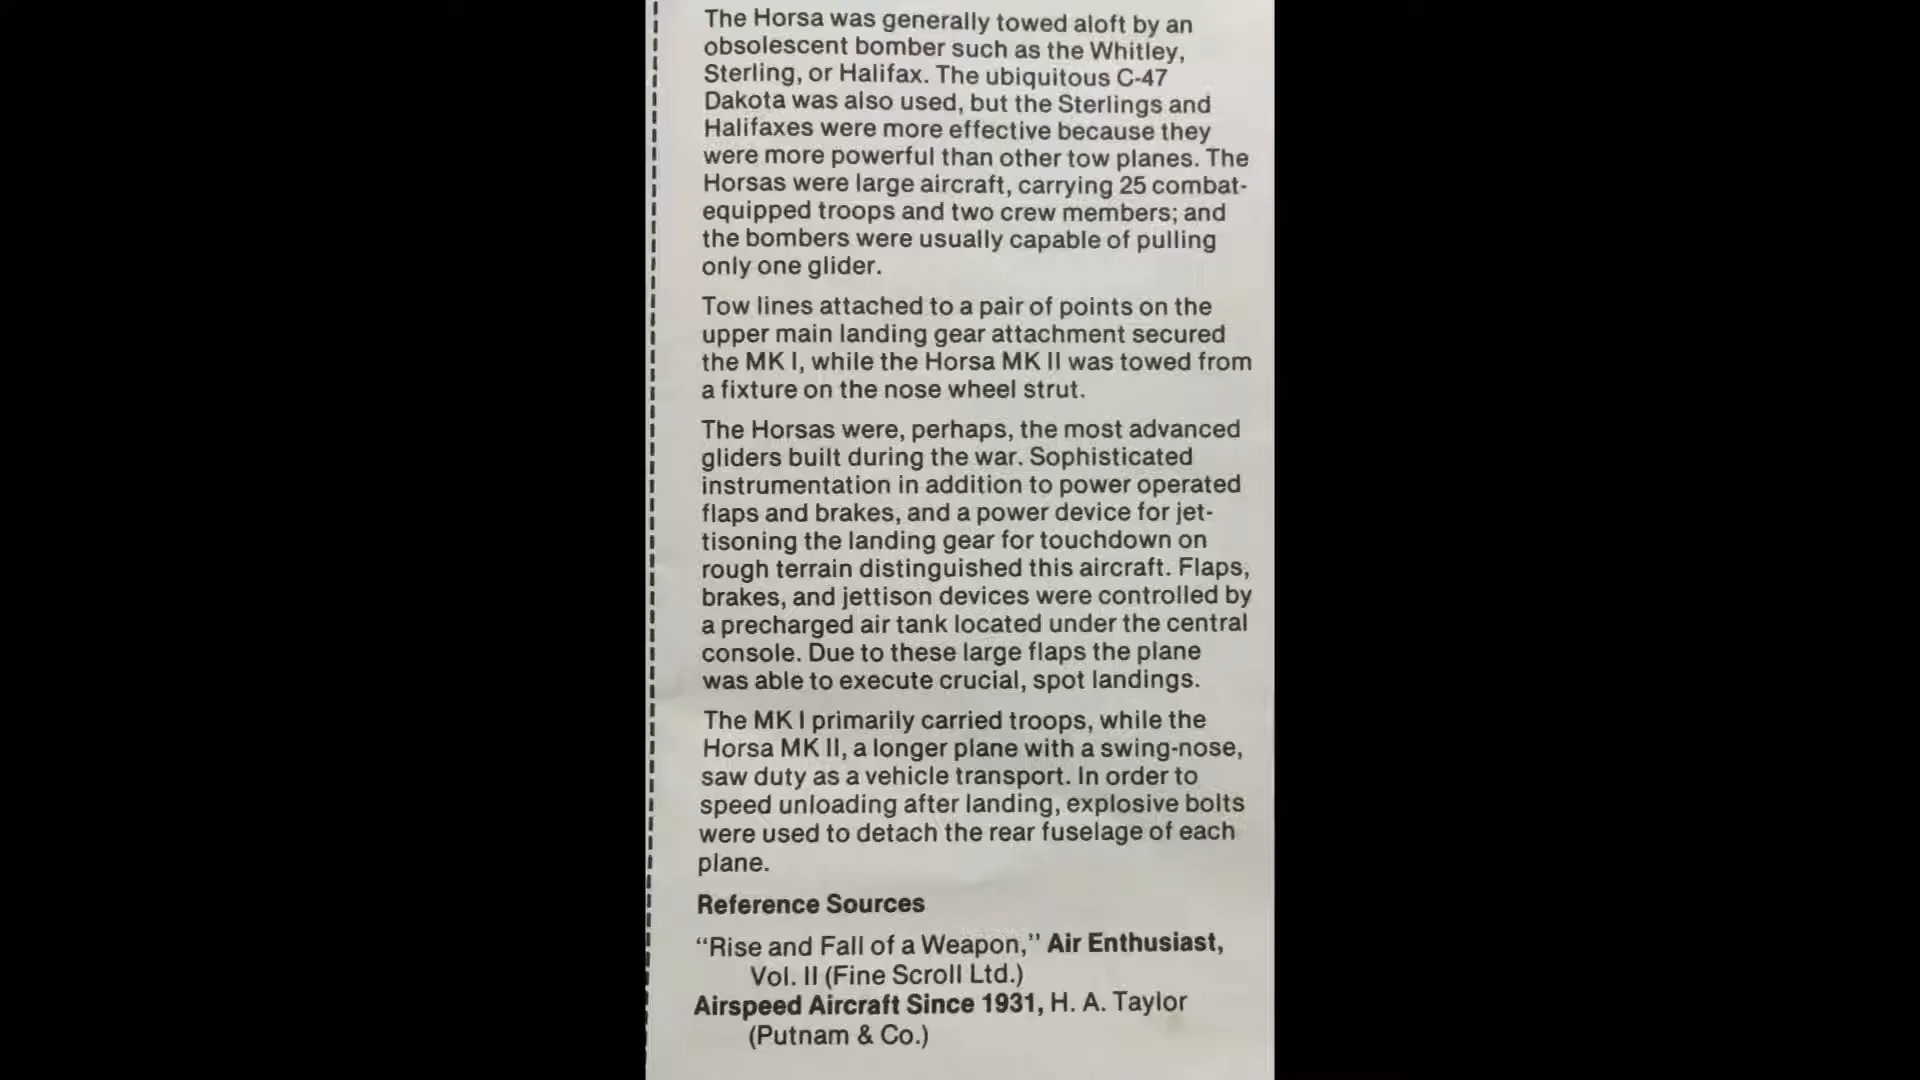 The Horsa was generally towed aloft by an
obsolescent bomber such as the Whitley,
Sterling, or Halifax. The ubiquitous C-47
Dakota was also used, but the Sterlings and
Halifaxes were more effective because they
were more powerful than other tow planes. The
Horsas were large aircraft, carrying 25 combat-
equipped troops and two crew members; and
the bombers were usually capable of pulling
only one glider.
Tow lines attached to a pair of points on the
upper main landing gear attachment secured
the MK I, while the Horsa MK II was towed from
a fixture on the nose wheel strut.
The Horsas were, perhaps, the most advanced
gliders built during the war. Sophisticated
instrumentation in addition to power operated
flaps and brakes, and a power device for jet-
tisoning the landing gear for touchdown on
rough terrain distinguished this aircraft. Flaps,
brakes, and jettison devices were controlled by
a precharged air tank located under the central
console. Due to these large flaps the plane
was able to execute crucial, spot landings.
The MK I primarily carried troops, while the
Horsa MK II, a longer plane with a swing-nose,
saw duty as a vehicle transport. In order to
speed unloading after landing, explosive bolts
were used to detach the rear fuselage of each
plane.
Reference Sources
“Rise and Fall of a Weapon,” Air Enthusiast,
Vol. II (Fine Scroll Ltd.)
Airspeed Aircraft Since 1931, H. A. Taylor
(Putnam & Co.)